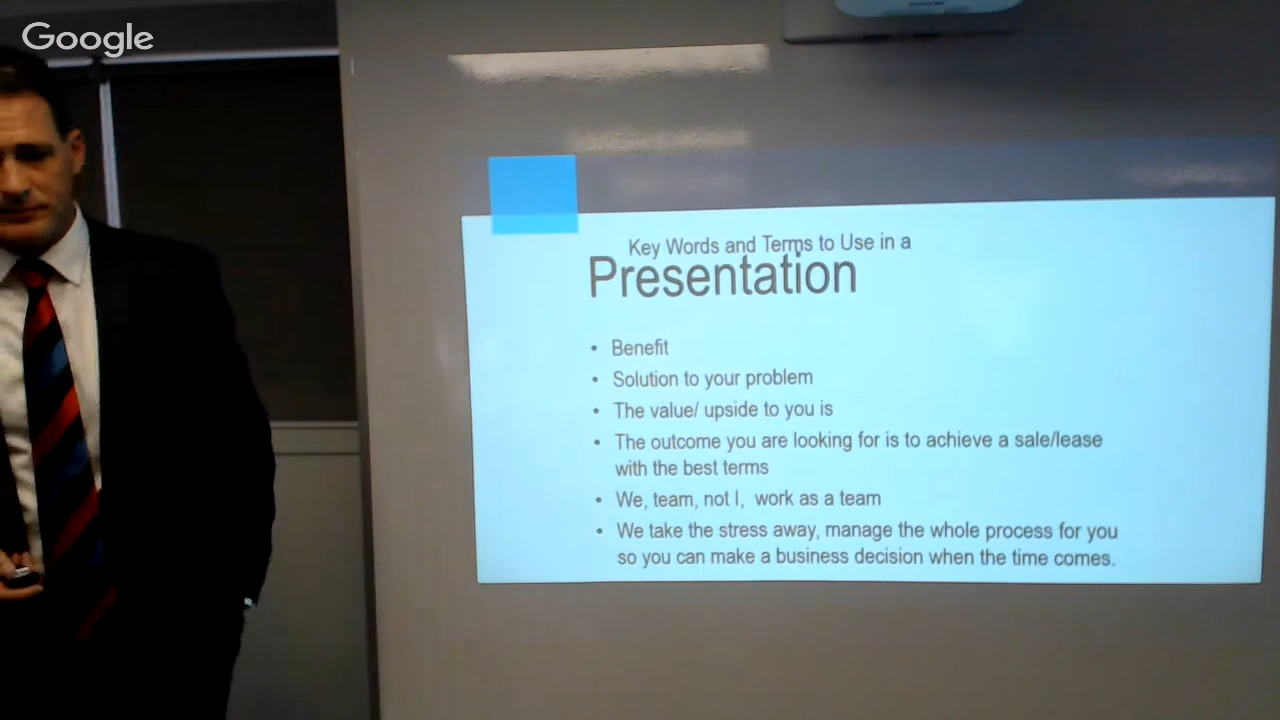 Google
Key Words and Terms to Use in a
Presentation
• Benefit
• Solution to your problem
• The value/ upside to you is
• The outcome you are looking for is to achieve a sale/lease
with the best terms
• We, team, not I, work as a team
• We take the stress away, manage the whole process for you
so you can make a business decision when the time comes.